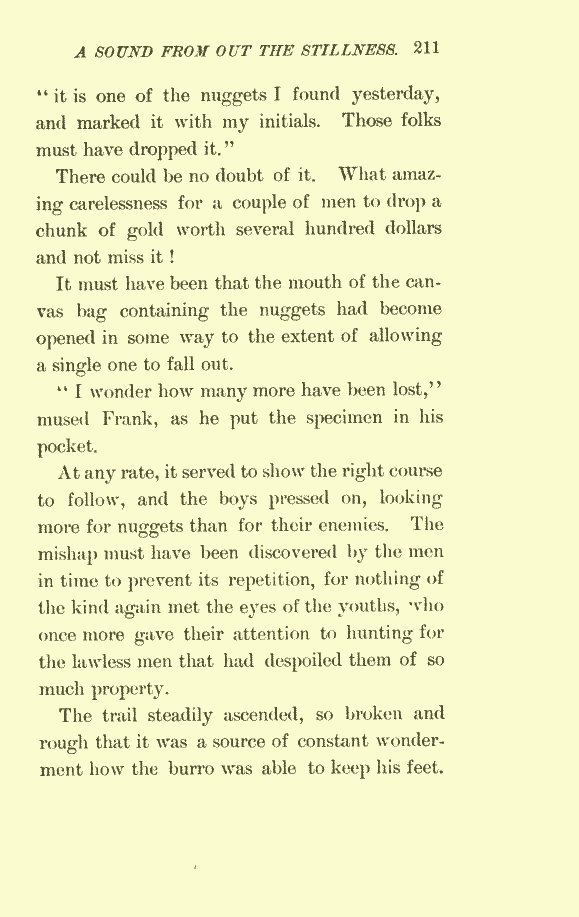 A SOUND FROM OUT THE STILLNESS. 211
“ it is one of the nuggets I found yesterday,
and marked it with my initials. Those folks
must have dropped it.”
There could be no doubt of it. What amaz-
ing carelessness for a couple of men to drop a
chunk of gold worth several hundred dollars
and not miss it !
It must have been that the mouth of the can-
vas bag containing the nuggets had become
opened in some way to the extent of allowing
a single one to fall out.
“ I wonder how many more have been lost,”
mused Frank, as he put the specimen in his
pocket.
At any rate, it served to show the right course
to follow, and the boys pressed on, looking
more for nuggets than for their enemies. The
mishap must have been discovered by the men
in time to prevent its repetition, for nothing of
the kind again met the eyes of the youths, who
once more gave their attention to hunting for
the lawless men that had despoiled them of so
much property.
The trail steadily ascended, so broken and
rough that it was a source of constant wonder-
ment how the burro was able to keep his feet.